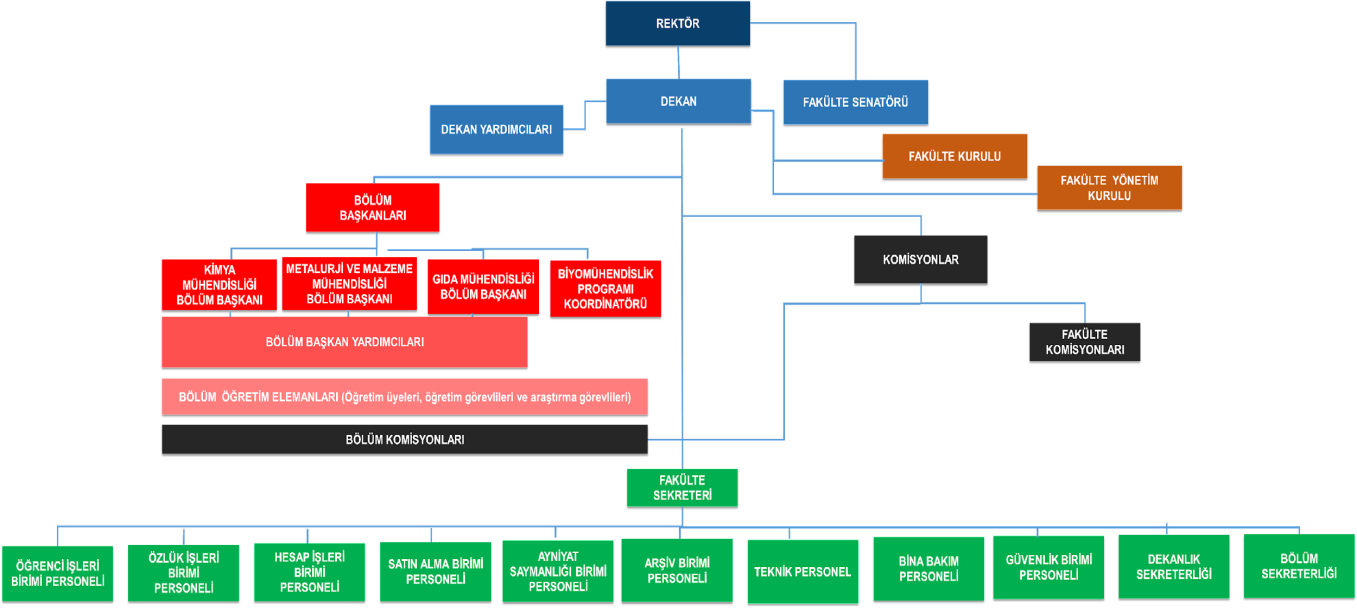 REKTÖR
DEKAN
FAKÜLTE SENATÖRÜ
DEKAN YARDIMCILARI
FAKÜLTE KURULU
FAKÜLTE YÖNETİM
KURULU
BÖLÜM
BAŞKANLARI
KOMİSYONLAR
KİMYA
MÜHENDİSLİĞİ
BÖLÜM BAŞKANI
METALURJİ VE MALZEME
MÜHENDİSLİĞİ
BÖLÜM BAŞKANI
GIDA MÜHENDİSLİĞİ
BÖLÜM BAŞKANI
BİYOMÜHENDİSLİK
PROGRAMI
KOORDİNATÖRÜ
FAKÜLTE
KOMİSYONLARI
BÖLÜM BAŞKAN YARDIMCILARI
BÖLÜM ÖĞRETİM ELEMANLARI (Öğretim üyeleri, öğretim görevlileri ve araştırma görevlileri)
BÖLÜM KOMİSYONLARI
FAKÜLTE
SEKRETERİ
ÖĞRENCİ İŞLERİ
BİRİMİ PERSONELİ
ÖZLÜK İŞLERİ
BİRİMİ
PERSONELİ
HESAP İŞLERİ
BİRİMİ
PERSONELİ
SATIN ALMA BİRİMİ
PERSONELİ
AYNİYAT
SAYMANLIĞI BİRİMİ
PERSONELİ
ARŞİV BİRİMİ
PERSONELİ
TEKNİK PERSONEL
BİNA BAKIM
PERSONELİ
GÜVENLİK BİRİMİ
PERSONELİ
DEKANLIK
SEKRETERLİĞİ
BÖLÜM
SEKRETERLİĞİ